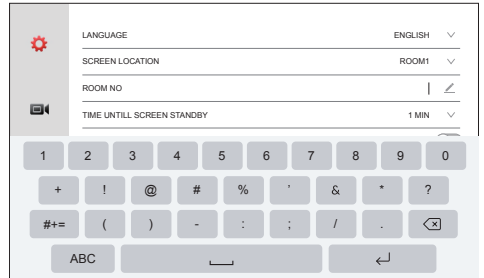 LANGUAGE ENGLISH
SCREEN LOCATION ROOM1
ROOM NO
TIME UNTILL SCREEN STANDBY 1 MIN
1 2 3 4 5 6 7 8 9 0
+ ! @ # % ' & * ?
#+= ( ) - : ; / .
ABC